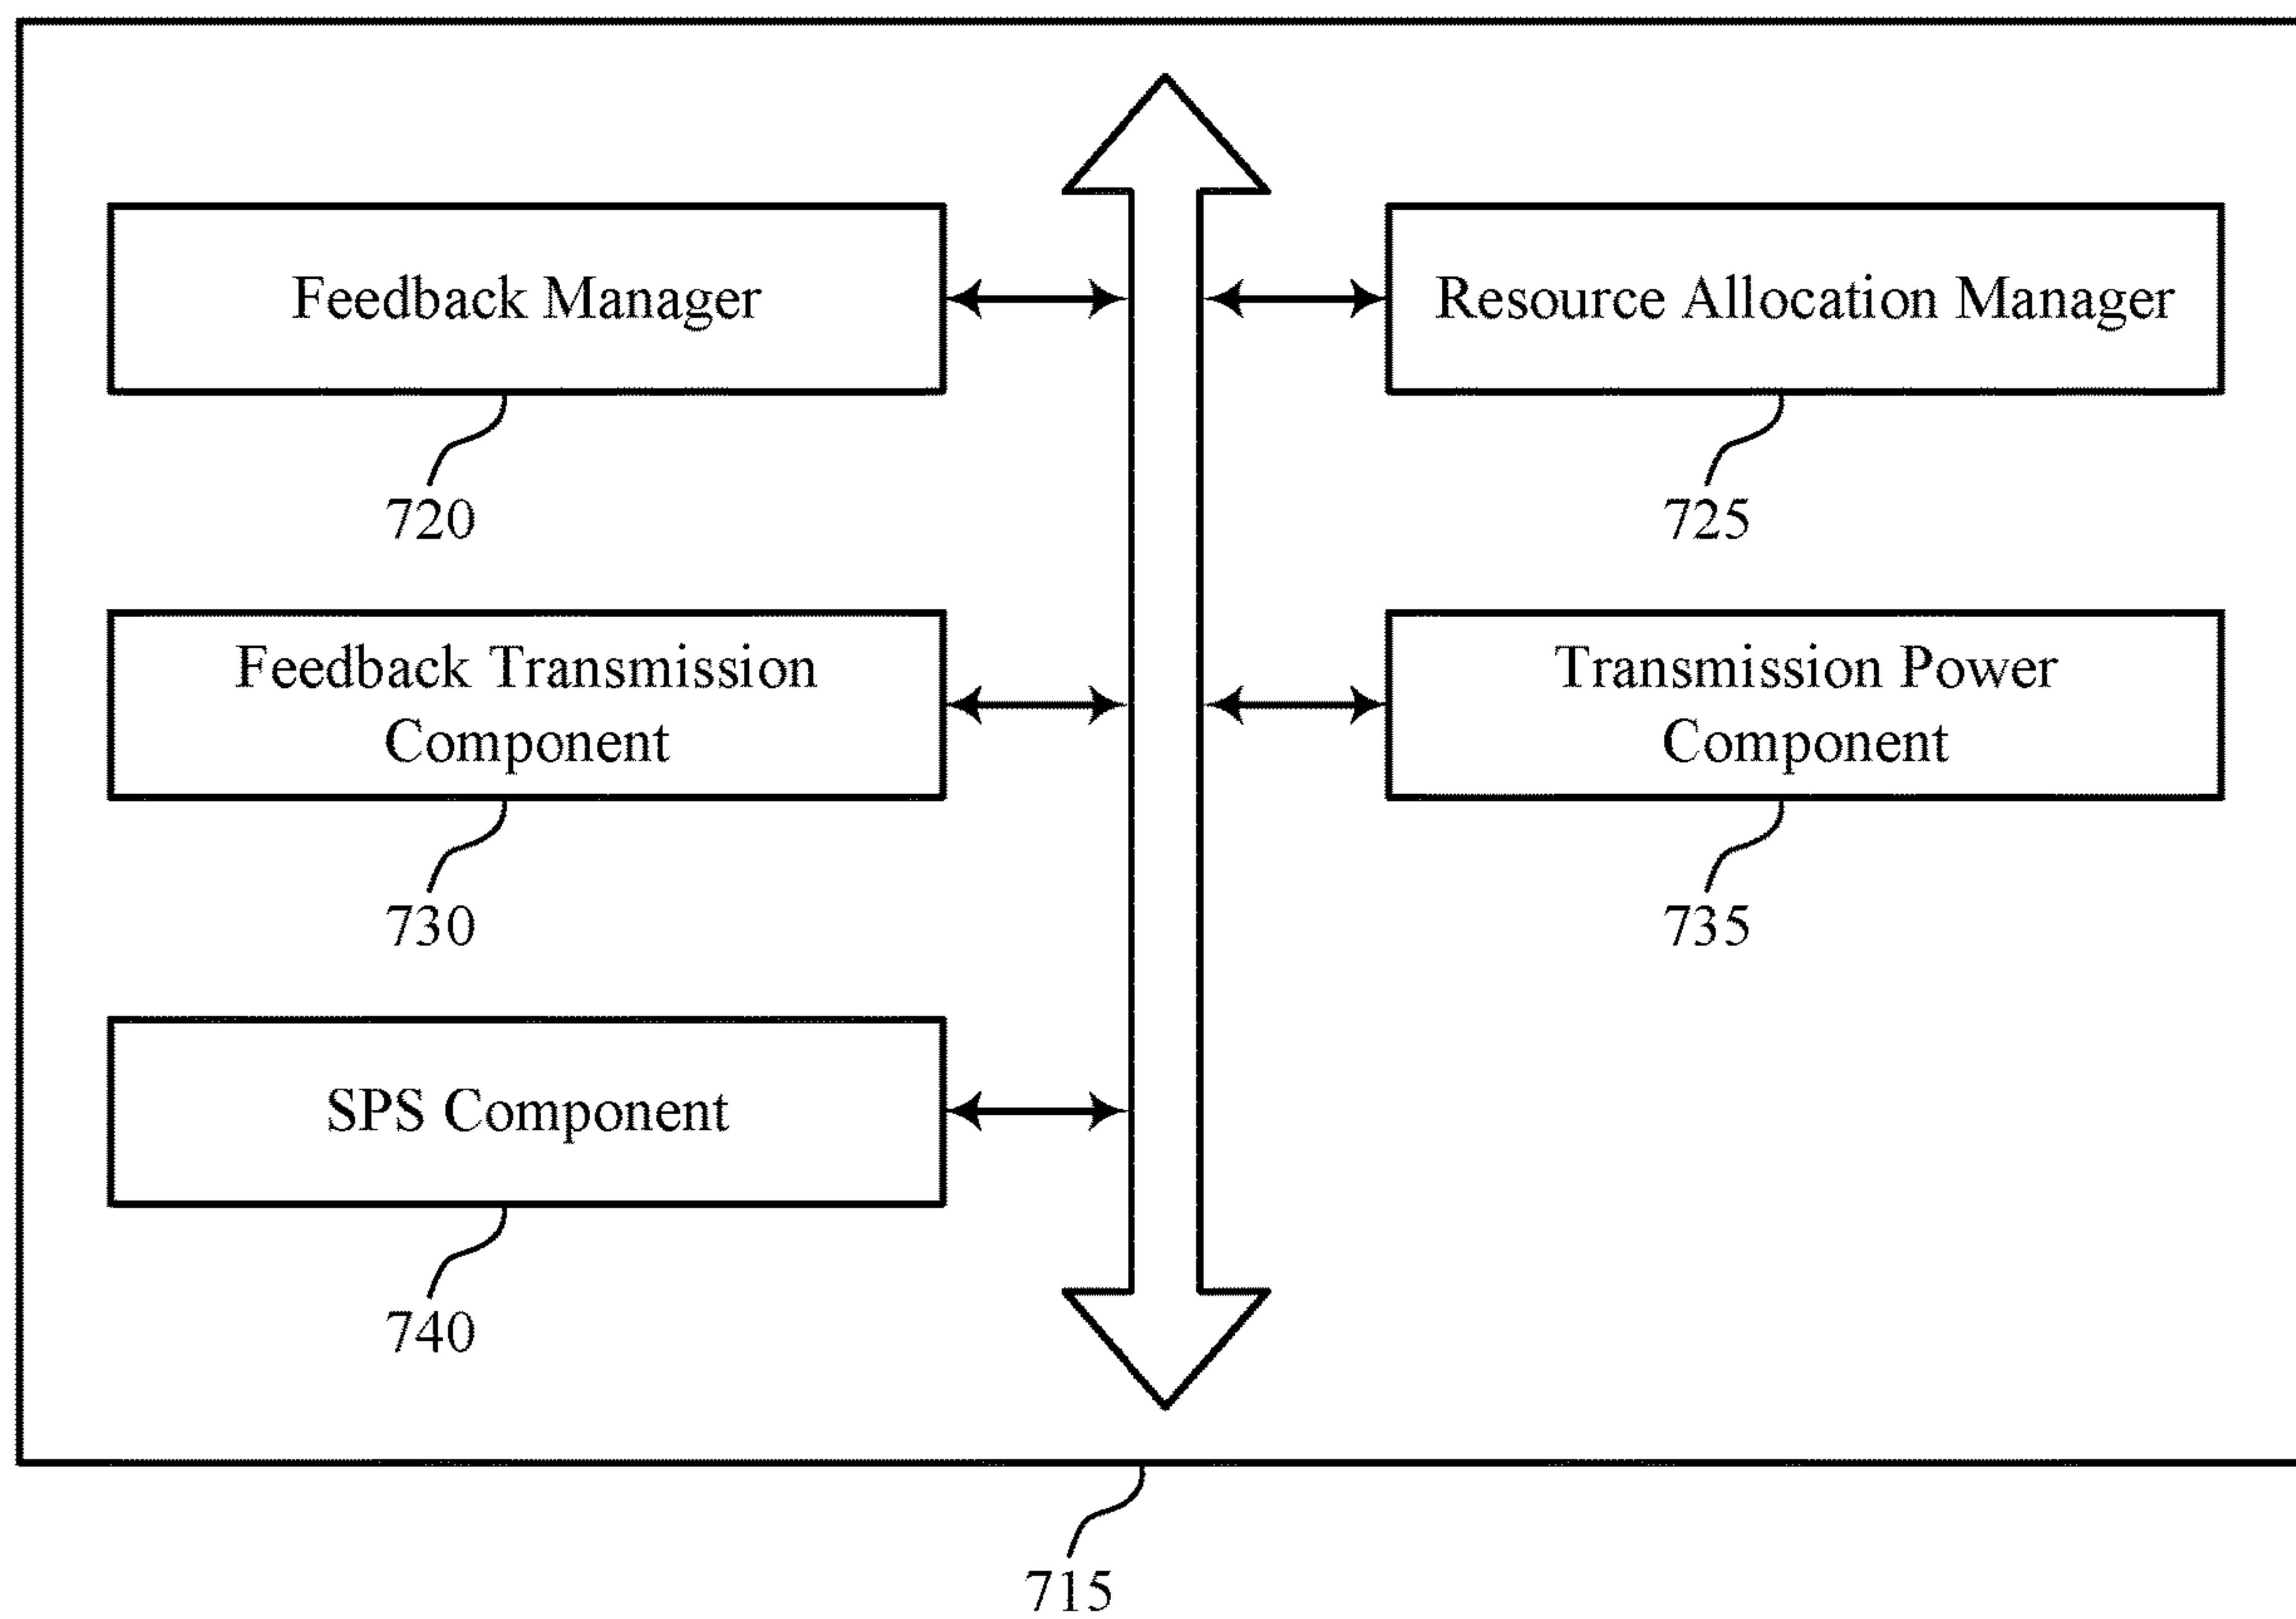 Feedback Manager
720
Resource Allocation Manager
725
Feedback Transmission
Component
730
Transmission Power
Component
735
SPS Component
740
715